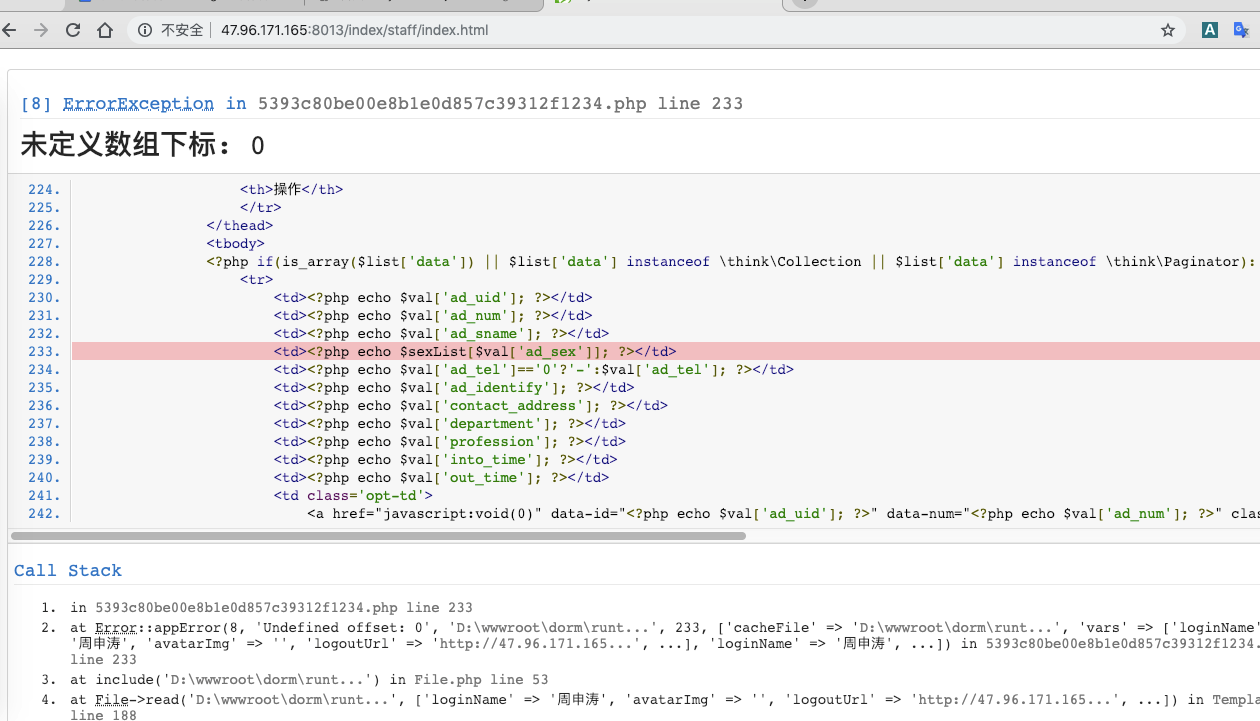 不安全 47.96.171.165:8013/index/staff/index.html
[8] ErrorException in 5393c80be00e8b1e0d857c39312f1234.php line 233
未定义数组下标： 0
224. <th>操作</th>
225. </tr>
226. </thead>
227. <tbody>
228. <?php if(is_array($list['data']) || $list['data'] instanceof \think\Collection || $list['data'] instanceof \think\Paginator):
229. <tr>
230. <td><?php echo $val['ad_uid']; ?></td>
231. <td><?php echo $val['ad_num']; ?></td>
232. <td><?php echo $val['ad_sname']; ?></td>
233. <td><?php echo $sexList[$val['ad_sex']]; ?></td>
234. <td><?php echo $val['ad_tel']=='0'?'-':$val['ad_tel']; ?></td>
235. <td><?php echo $val['ad_identify']; ?></td>
236. <td><?php echo $val['contact_address']; ?></td>
237. <td><?php echo $val['department']; ?></td>
238. <td><?php echo $val['profession']; ?></td>
239. <td><?php echo $val['into_time']; ?></td>
240. <td><?php echo $val['out_time']; ?></td>
241. <td class='opt-td'>
242. <a href="javascript:void(0)" data-id="<?php echo $val['ad_uid']; ?>" data-num="<?php echo $val['ad_num']; ?>" clas
Call Stack
1. in 5393c80be00e8b1e0d857c39312f1234.php line 233
2. at Error::appError(8, 'Undefined offset: 0', 'D:\wwwroot\dorm\runt...', 233, ['cacheFile' => 'D:\wwwroot\dorm\runt...', 'vars' => ['loginName'
'周申涛', 'avatarImg' => '', 'logoutUrl' => 'http://47.96.171.165...', ...], 'loginName' => '周申涛', ...]) in 5393c80be00e8b1e0d857c39312f1234.
line 233
3. at include('D:\wwwroot\dorm\runt...') in File.php line 53
4. at File->read('D:\wwwroot\dorm\runt...', ['loginName' => '周申涛', 'avatarImg' => '', 'logoutUrl' => 'http://47.96.171.165...', ...]) in Templa
line 188